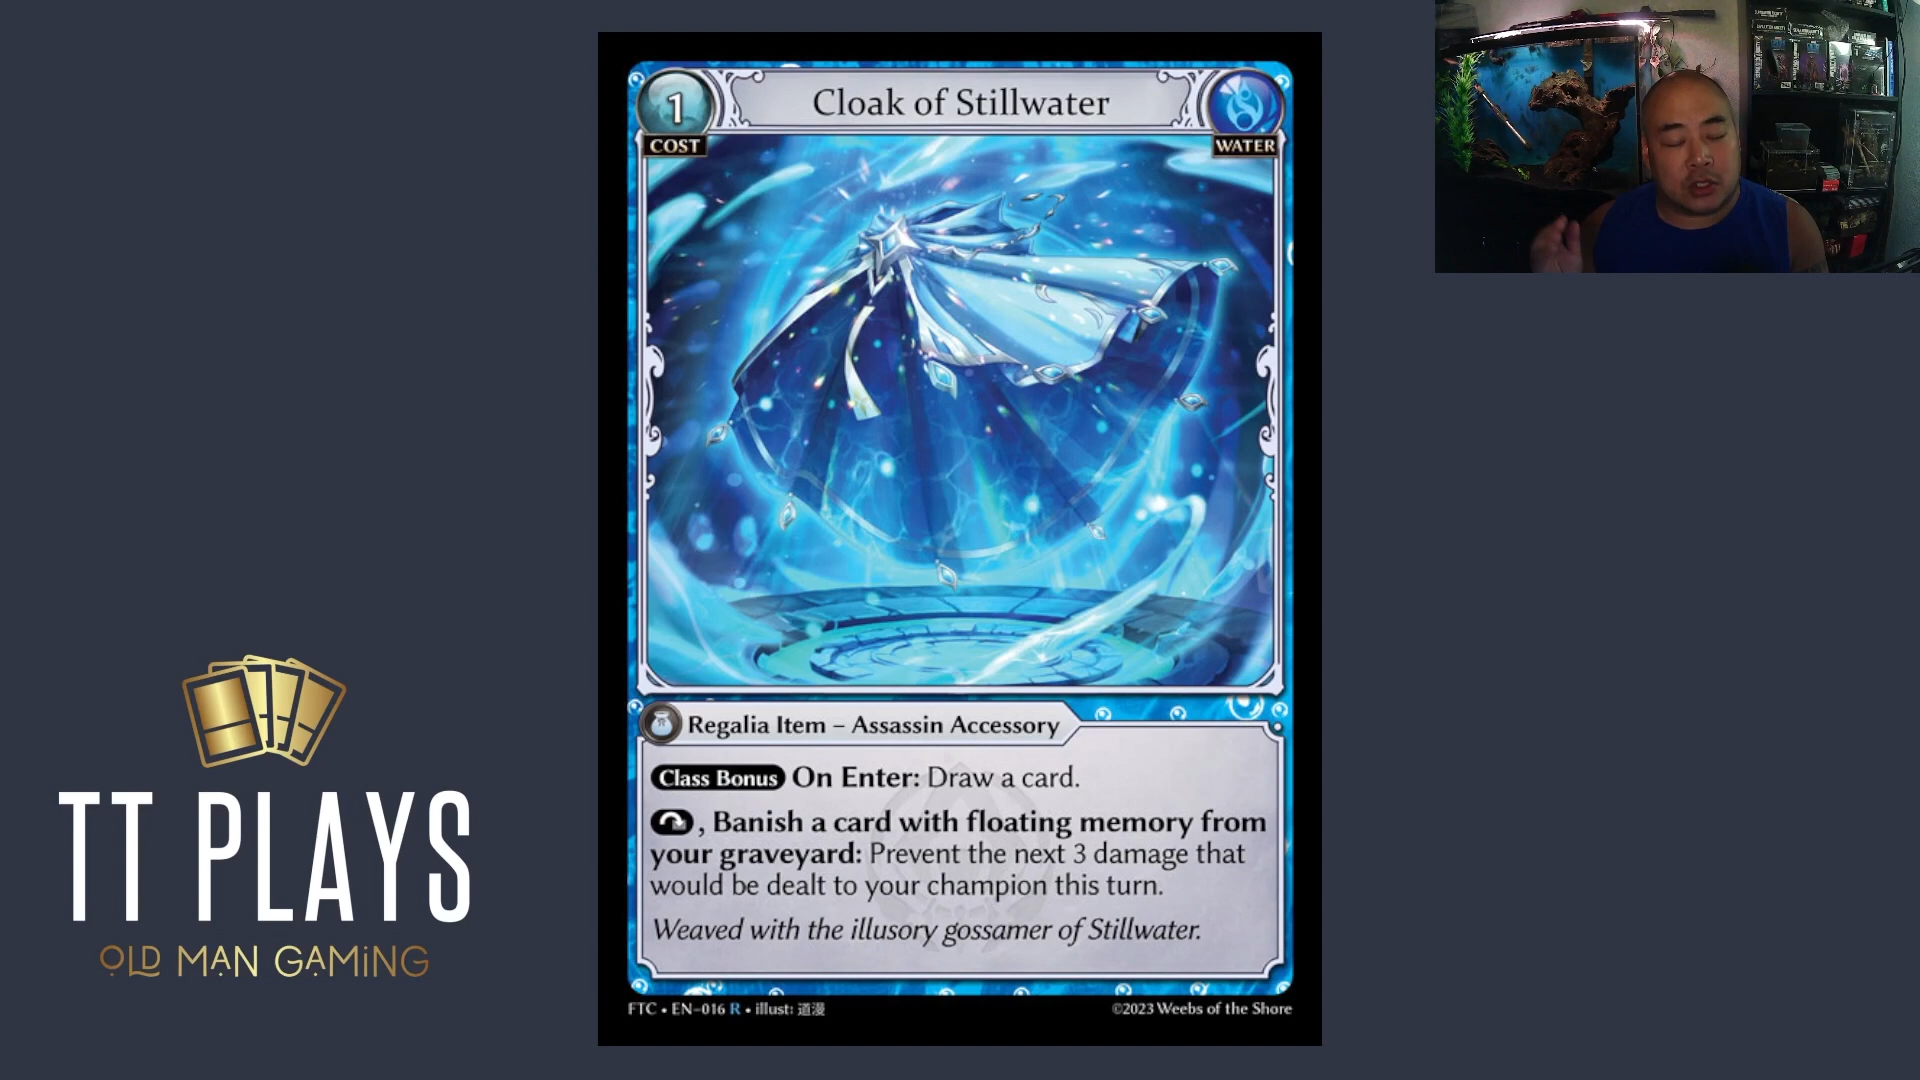 1
Cloak of Stillwater
COST
WATER
Regalia Item – Assassin Accessory
Class Bonus On Enter: Draw a card.
, Banish a card with floating memory from
your graveyard: Prevent the next 3 damage that
would be dealt to your champion this turn.
Weaved with the illusory gossamer of Stillwater.
FTC • EN-016 R • illust: 道漫
©2023 Weebs of the Shore
TT PLAYS
OLD MAN GAMING